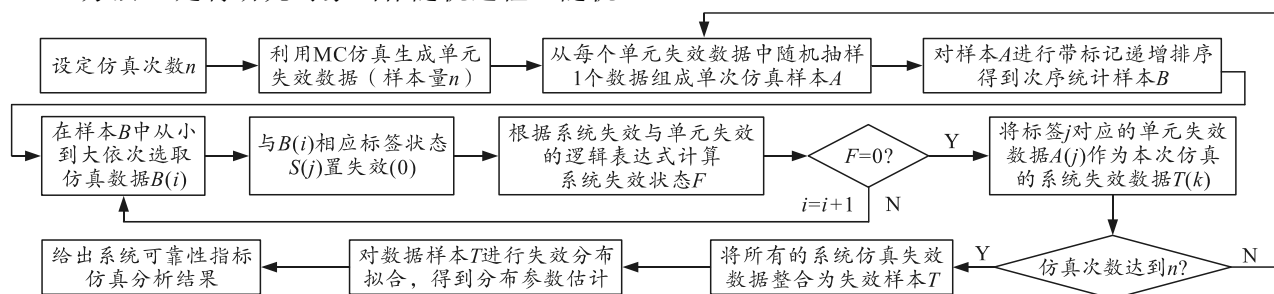 设定仿真次数n
利用MC仿真生成单元
失效数据（样本量n）
从每个单元失效数据中随机抽样
1个数据组成单次仿真样本A
对样本A进行带标记递增排序
得到次序统计样本B
在样本B中从小
到大依次选取
仿真数据B(i)
与B(i)相应标签状态
S(j)置失效(0)
根据系统失效与单元失效
的逻辑表达式计算
系统失效状态F
F=0?
Y
N
i=i+1
将标签j对应的单元失效
数据A(j)作为本次仿真
的系统失效数据T(k)
仿真次数达到n?
Y
N
将所有的系统仿真失效
数据整合为失效样本T
对数据样本T进行失效分布
拟合，得到分布参数估计
给出系统可靠性指标
仿真分析结果